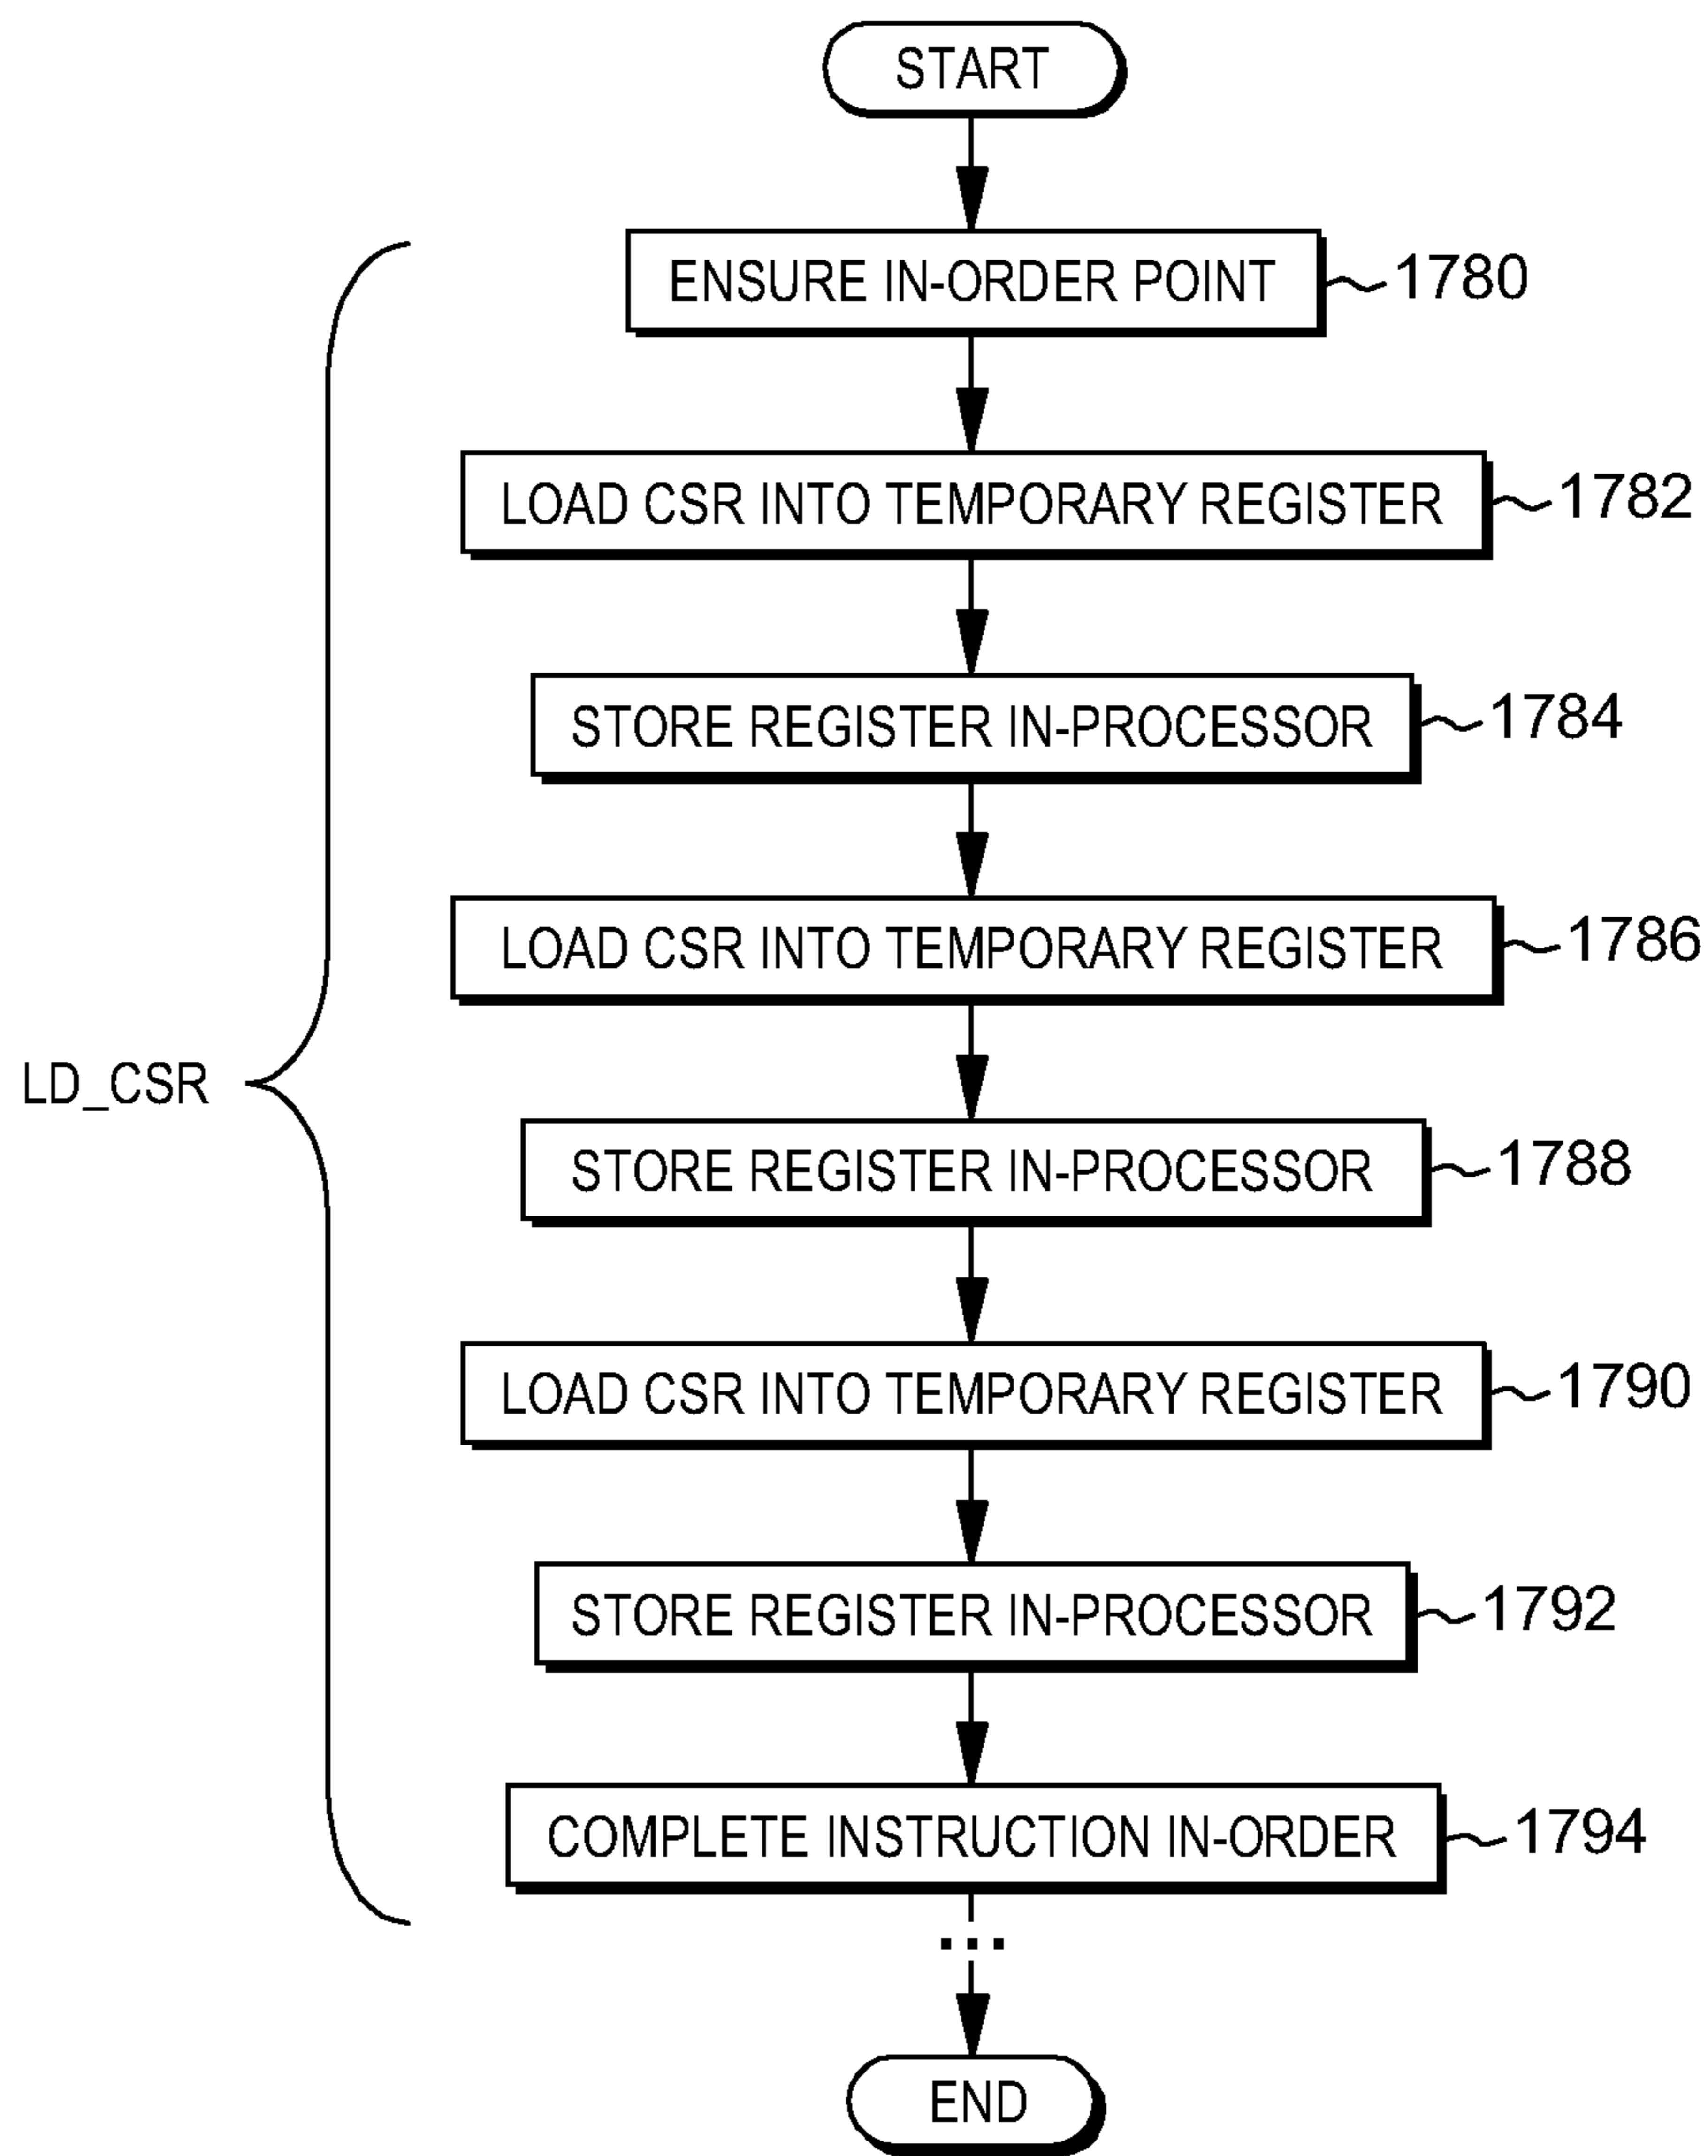 START
ENSURE IN-ORDER POINT
1780
LOAD CSR INTO TEMPORARY REGISTER
1782
STORE REGISTER IN-PROCESSOR
1784
LOAD CSR INTO TEMPORARY REGISTER
1786
LD_CSR
STORE REGISTER IN-PROCESSOR
1788
LOAD CSR INTO TEMPORARY REGISTER
1790
STORE REGISTER IN-PROCESSOR
1792
COMPLETE INSTRUCTION IN-ORDER
1794
...
END